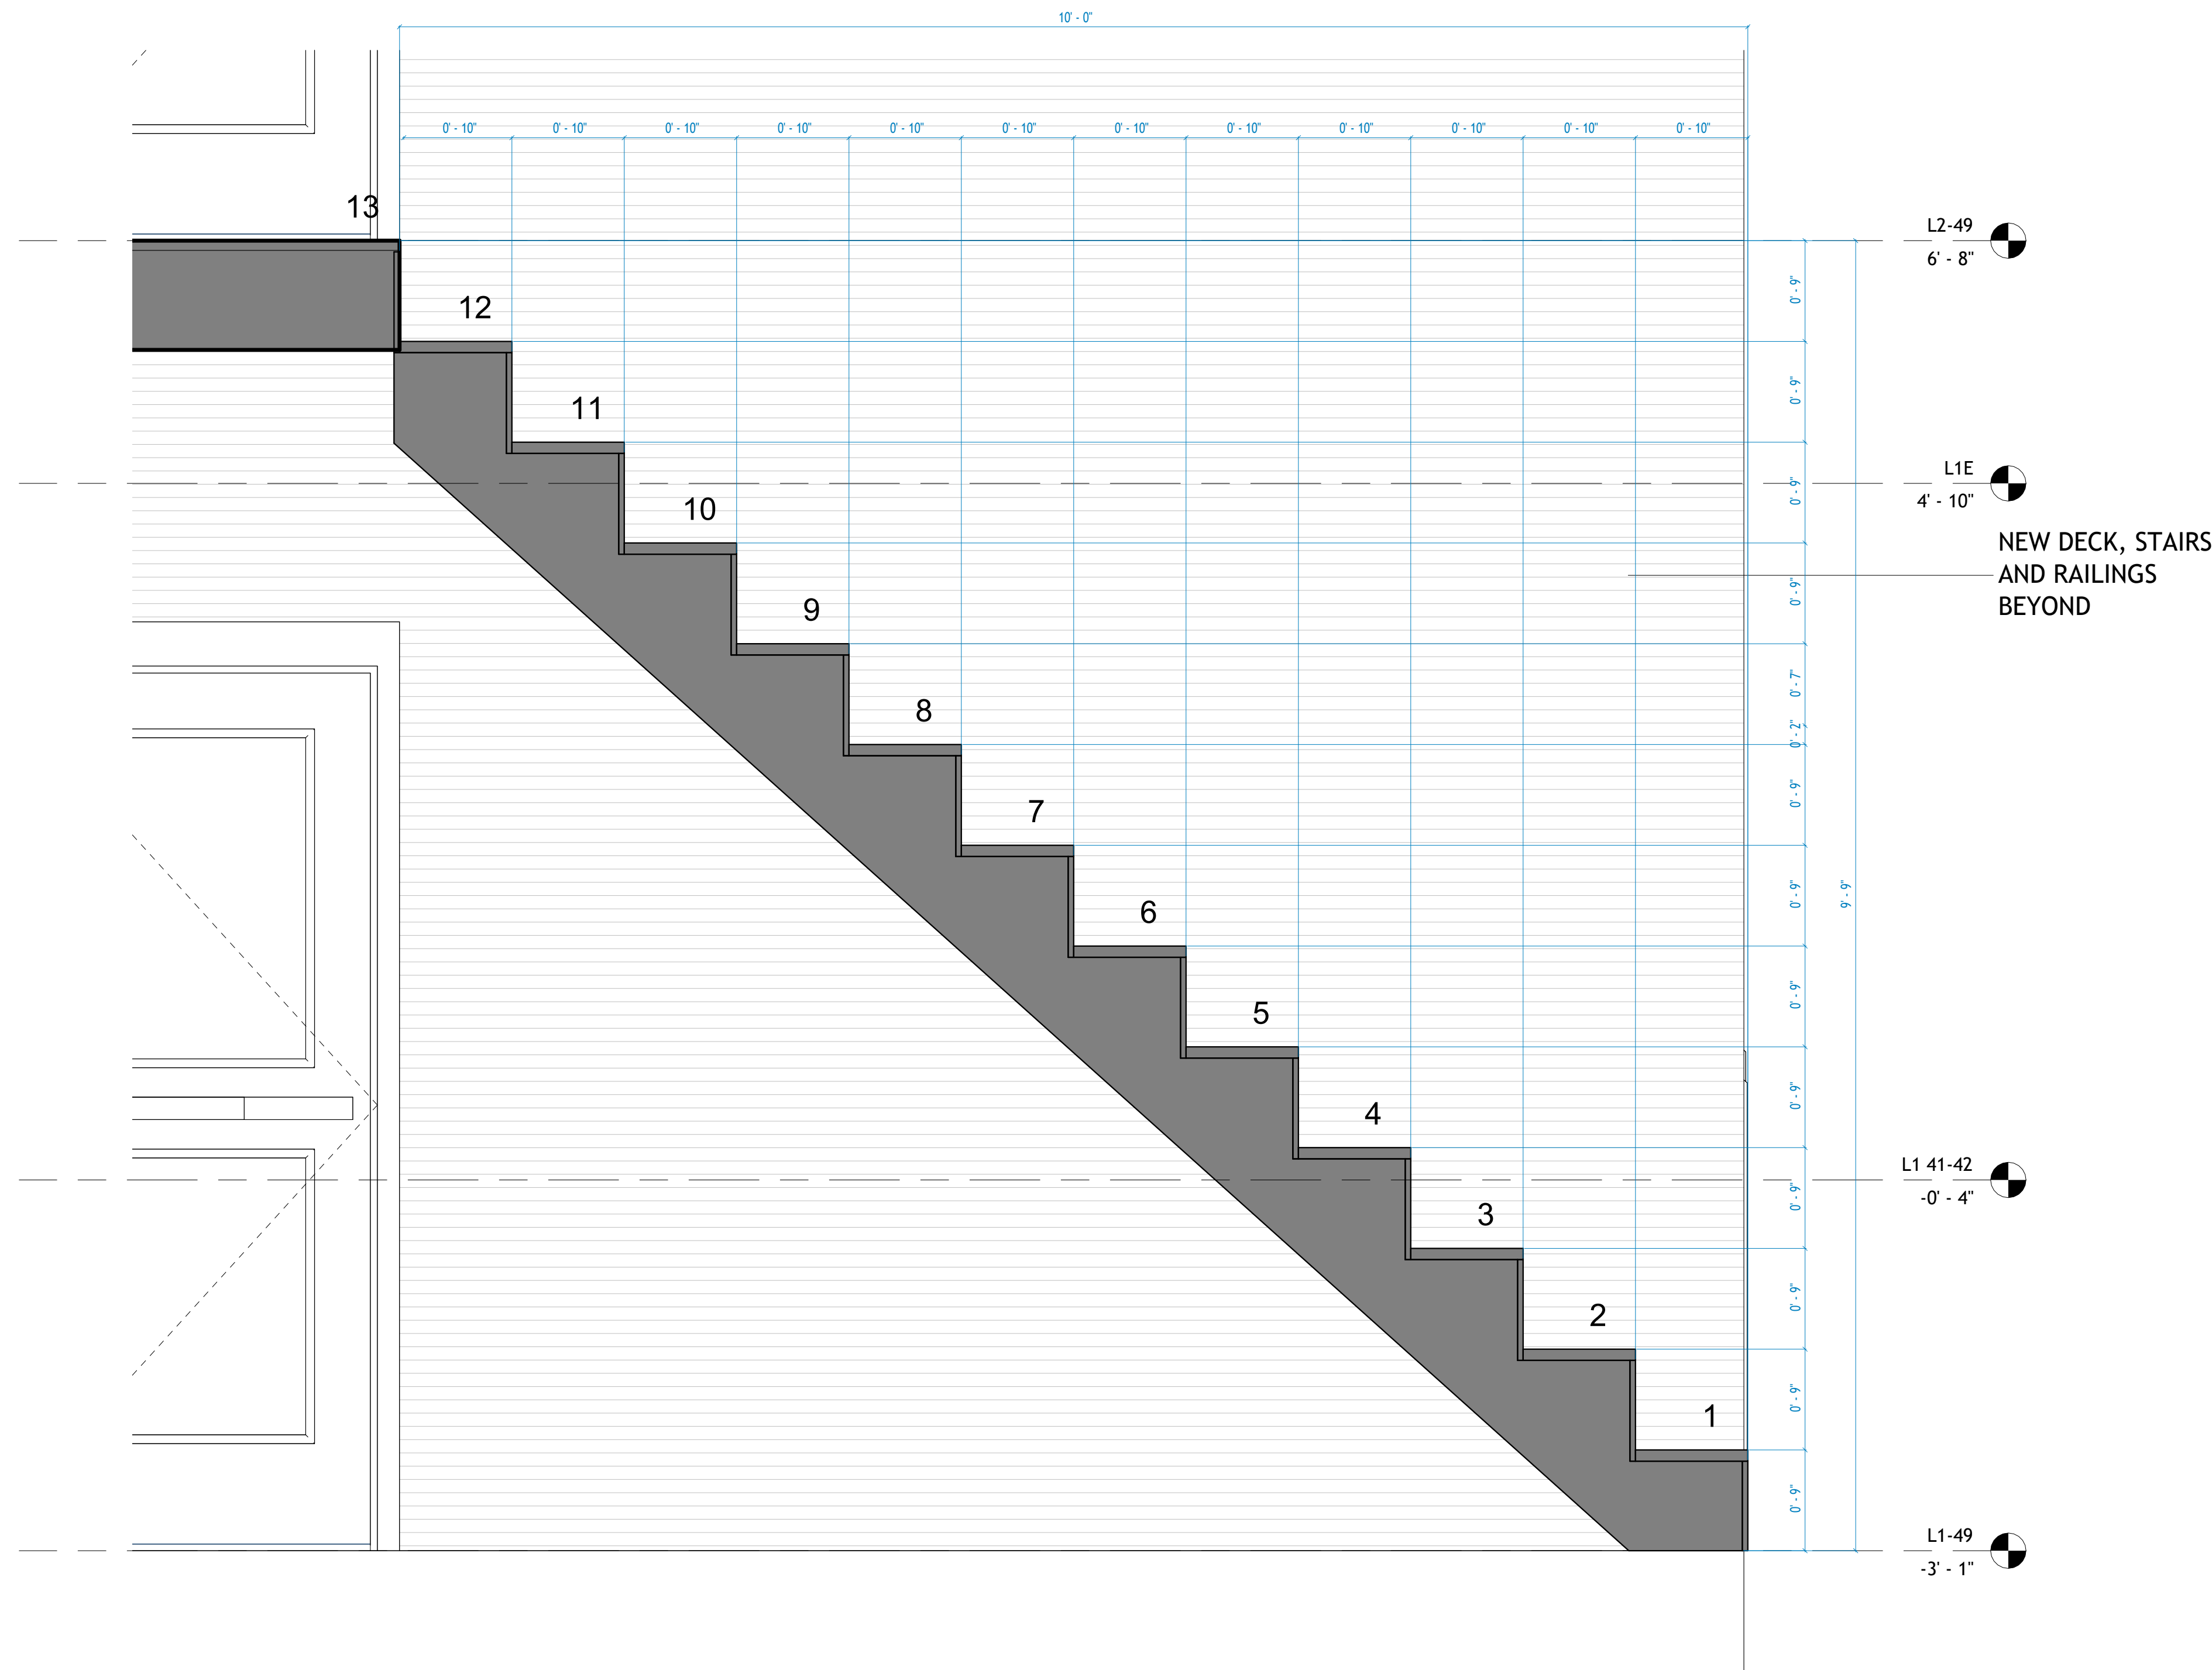 10' - 0"
0' - 10" 0' - 10" 0' - 10" 0' - 10" 0' - 10" 0' - 10" 0' - 10" 0' - 10" 0' - 10" 0' - 10" 0' - 10" 0' - 10"
13
L2-49
6' - 8"
0' - 9"
12
0' - 9"
11
L1E
4' - 10"
0' - 9"
10
NEW DECK, STAIRS
AND RAILINGS
BEYOND
0' - 9"
9
0' - 7"
8
0' - 2"
0' - 9"
7
0' - 9"
9' - 9"
6
0' - 9"
5
0' - 9"
4
L1 41-42
-0' - 4"
0' - 9"
3
0' - 9"
2
0' - 9"
1
0' - 9"
L1-49
-3' - 1"